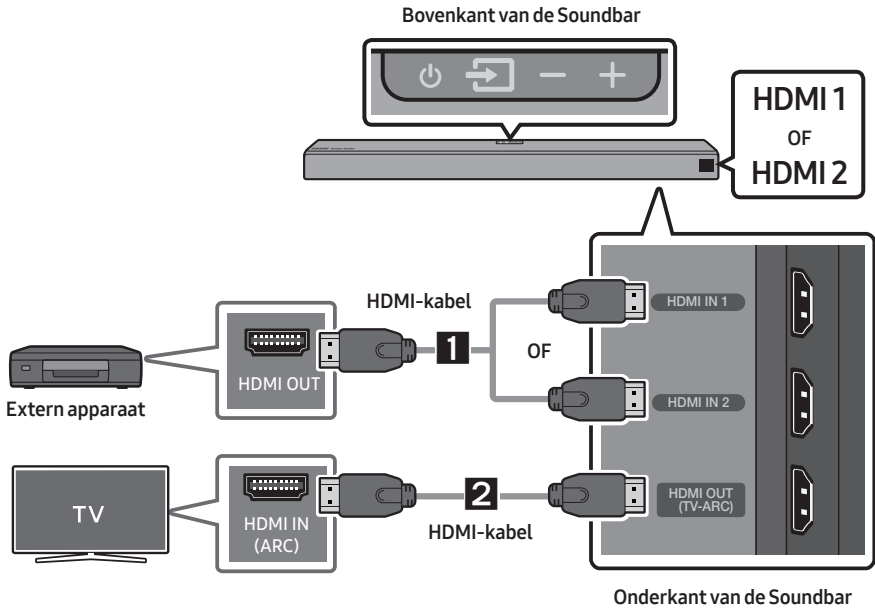 Bovenkant van de Soundbar
HDMI 1
OF
HDMI 2
HDMI-kabel
HDMI OUT
1
OF
HDMI IN 1
HDMI IN 2
Extern apparaat
TV
HDMI IN
(ARC)
2
HDMI-kabel
HDMI OUT
(TV-ARC)
Onderkant van de Soundbar